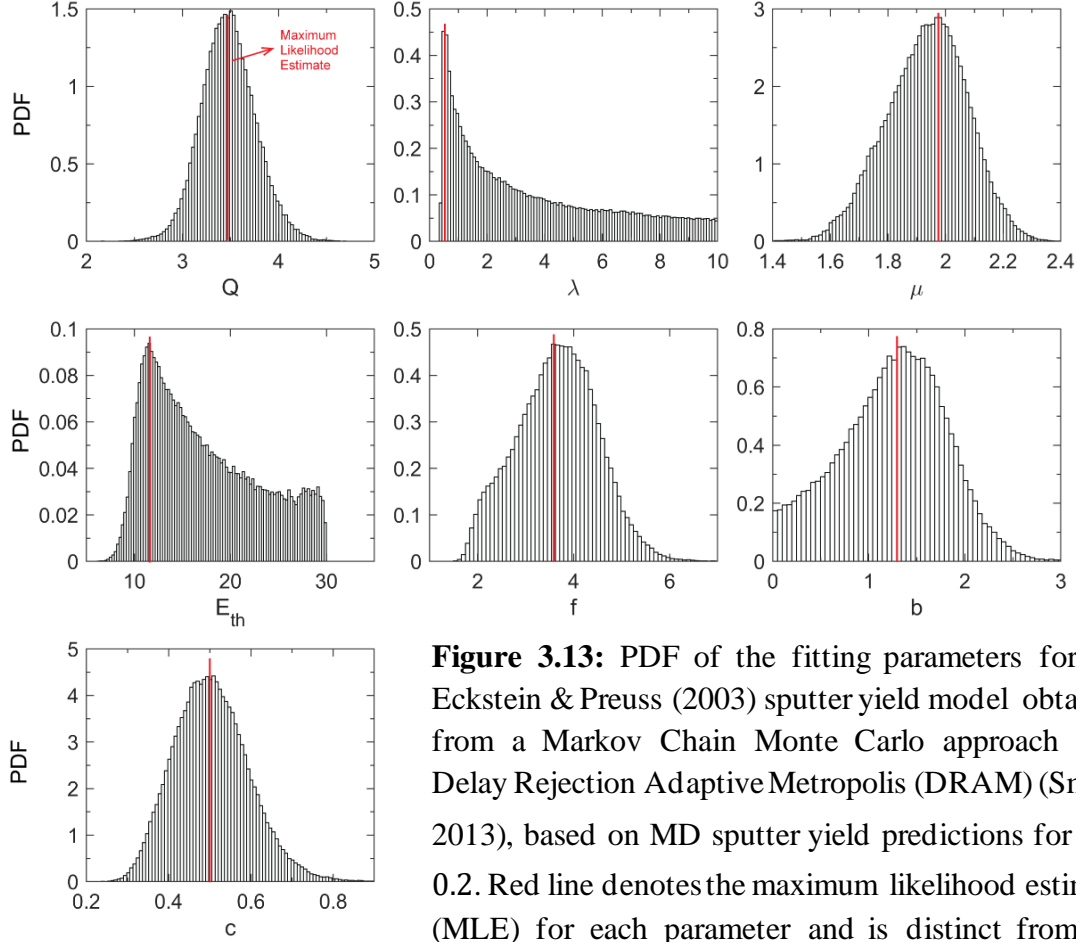 1.5
1
0.5
0
PDF
2 3 4 5
Q
Maximum
Likelihood
Estimate
0.5
0.4
0.3
0.2
0.1
0
0 2 4 6 8 10
λ
3
2
1
0
1.4 1.6 1.8 2 2.2 2.4
μ
0.1
0.08
0.06
0.04
0.02
0
PDF
10 20 30
E_th
0.5
0.4
0.3
0.2
0.1
0
2 4 6
f
0.8
0.6
0.4
0.2
0
0 1 2 3
b
5
4
3
2
1
0
PDF
0.2 0.4 0.6 0.8
c
Figure 3.13: PDF of the fitting parameters for
Eckstein & Preuss (2003) sputter yield model obta
from a Markov Chain Monte Carlo approach
Delay Rejection Adaptive Metropolis (DRAM) (Sm
2013), based on MD sputter yield predictions for
0.2. Red line denotes the maximum likelihood estim
(MLE) for each parameter and is distinct from